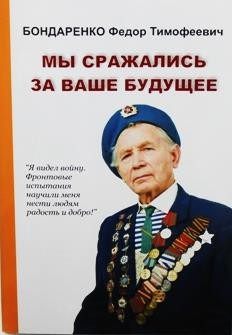 БОНДАРЕНКО Федор Тимофеевич
МЫ СРАЖАЛИСЬ
ЗА ВАШЕ БУДУЩЕЕ
"Я видел войну.
Фронтовые
испытания
научили меня
нести людям
радость и добро!"